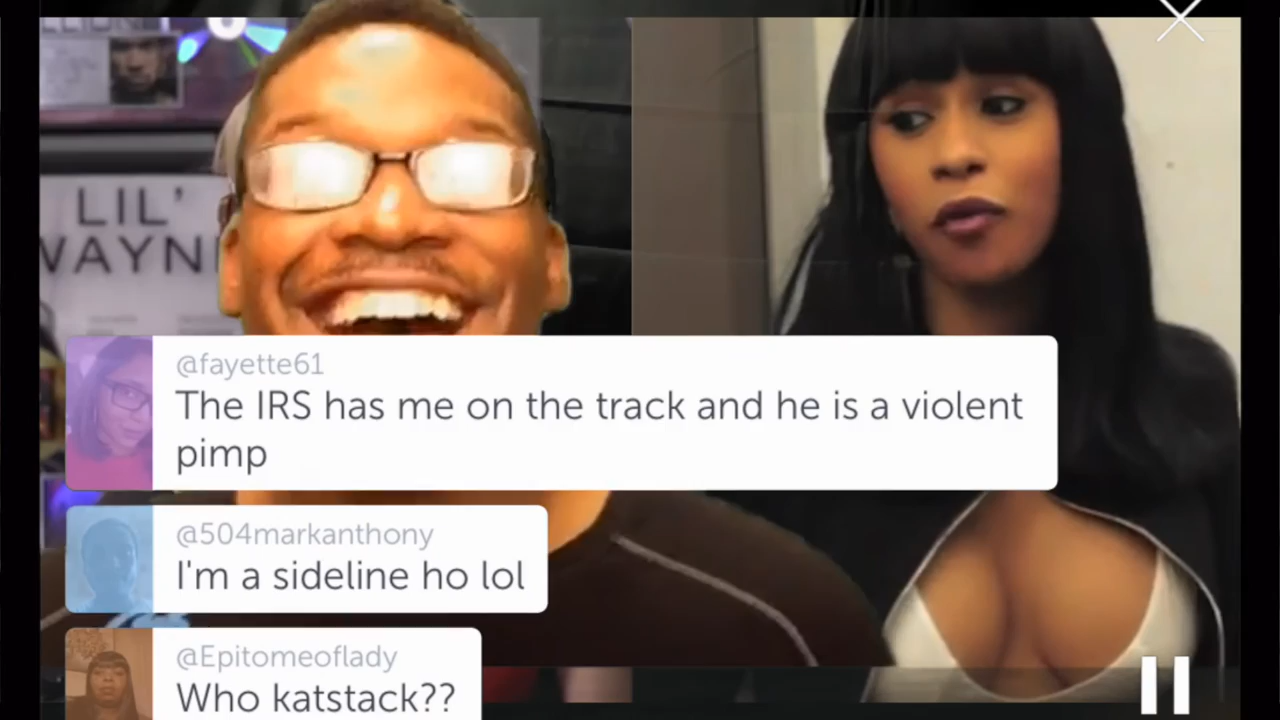 LIL'
@fayette61
The IRS has me on the track and he is a violent
pimp
@504markanthony
I'm a sideline ho lol
@Epitomeoflady
Who katstack??